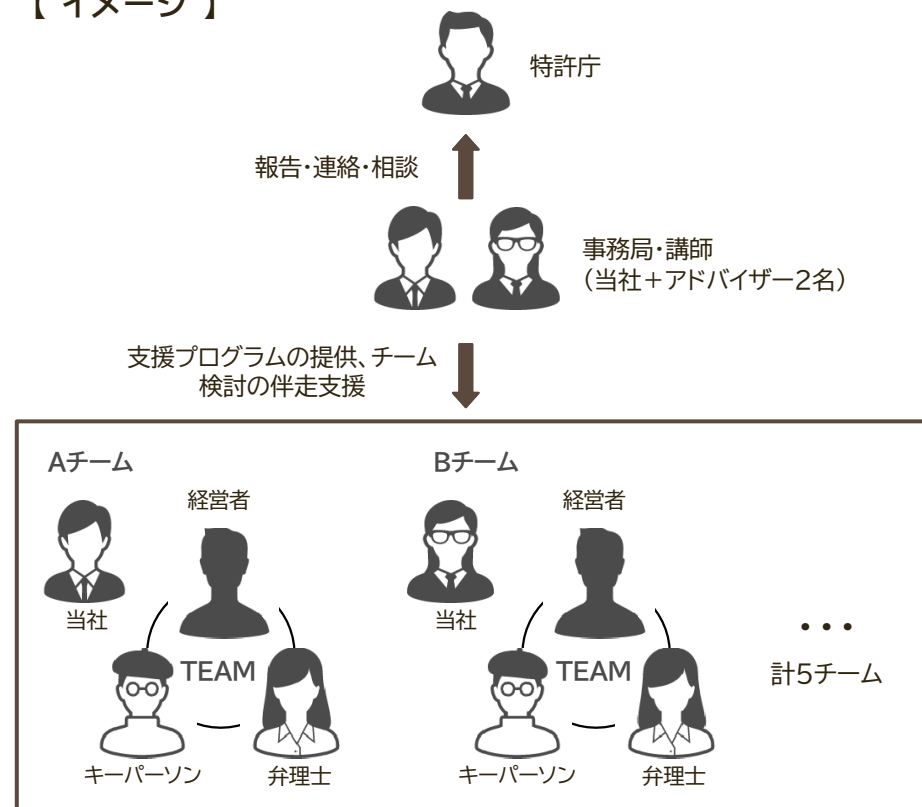 【 イメージ 】
特許庁
報告・連絡・相談
事務局・講師
（当社＋アドバイザー2名）
支援プログラムの提供、チーム
検討の伴走支援
Aチーム
経営者
当社
TEAM
キーパーソン
弁理士
Bチーム
経営者
当社
TEAM
キーパーソン
弁理士
・・・
計5チーム